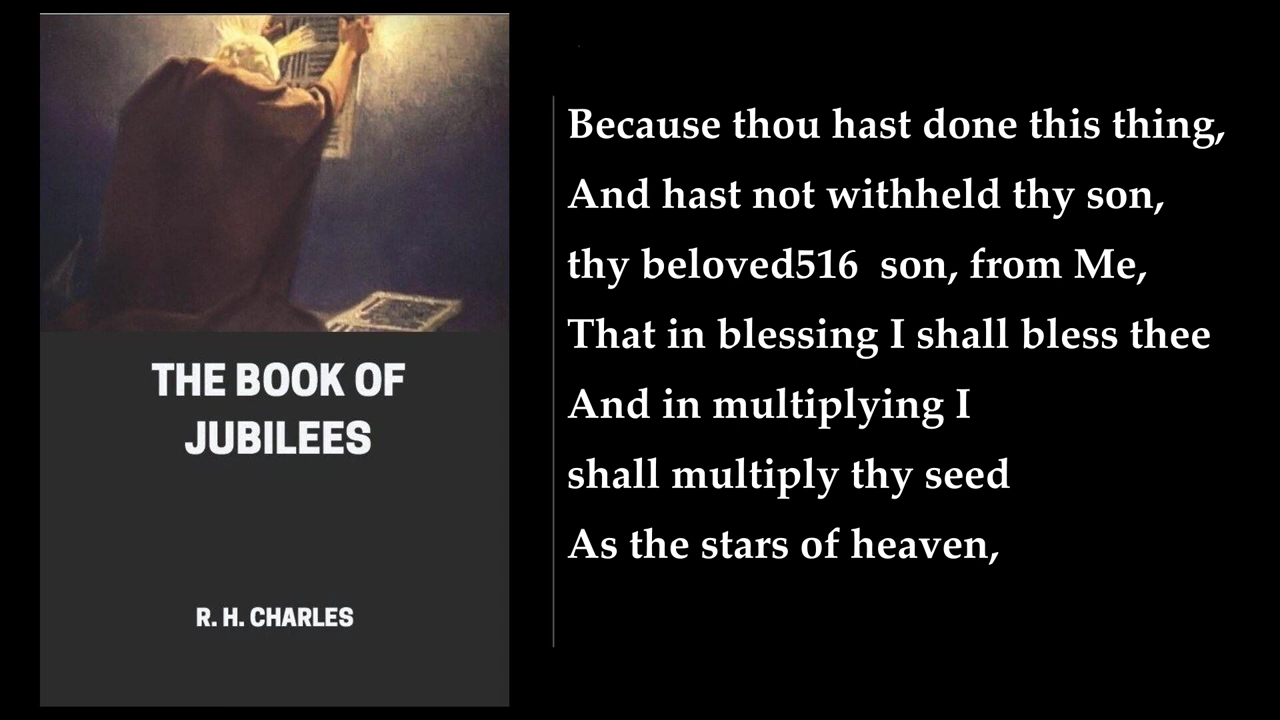 THE BOOK OF
JUBILEES
R. H. CHARLES
Because thou hast done this thing,
And hast not withheld thy son,
thy beloved516  son, from Me,
That in blessing I shall bless thee
And in multiplying I
shall multiply thy seed
As the stars of heaven,